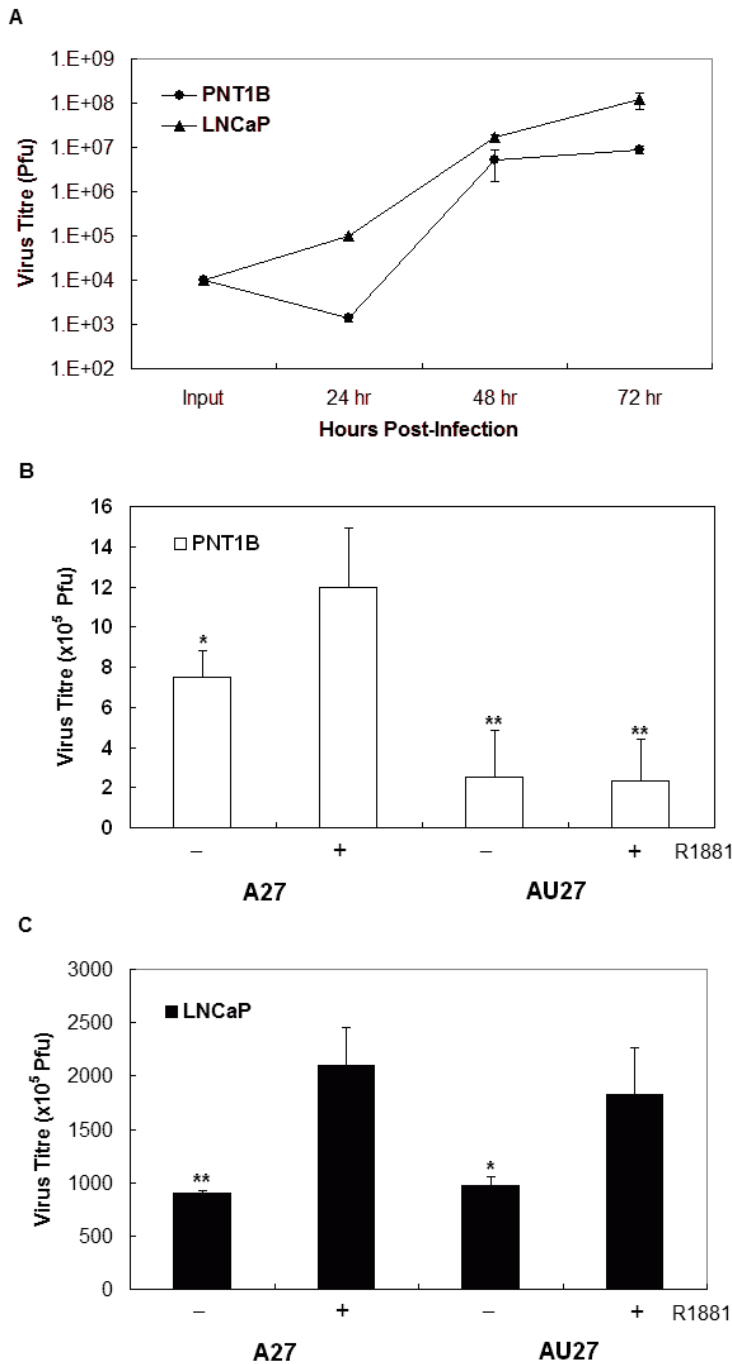 A
1.E+09
1.E+08
1.E+07
1.E+06
1.E+05
1.E+04
1.E+03
1.E+02
Virus Titre (Pfu)
PNT1B
LNCaP
Input 24 hr 48 hr 72 hr
Hours Post-Infection
B
16
14
12
10
8
6
4
2
0
Virus Titre (x10⁵ Pfu)
PNT1B
*
**
**
– + – + R1881
A27 AU27
C
3000
2500
2000
1500
1000
500
0
Virus Titre (x10⁵ Pfu)
LNCaP
**
*
– + – + R1881
A27 AU27